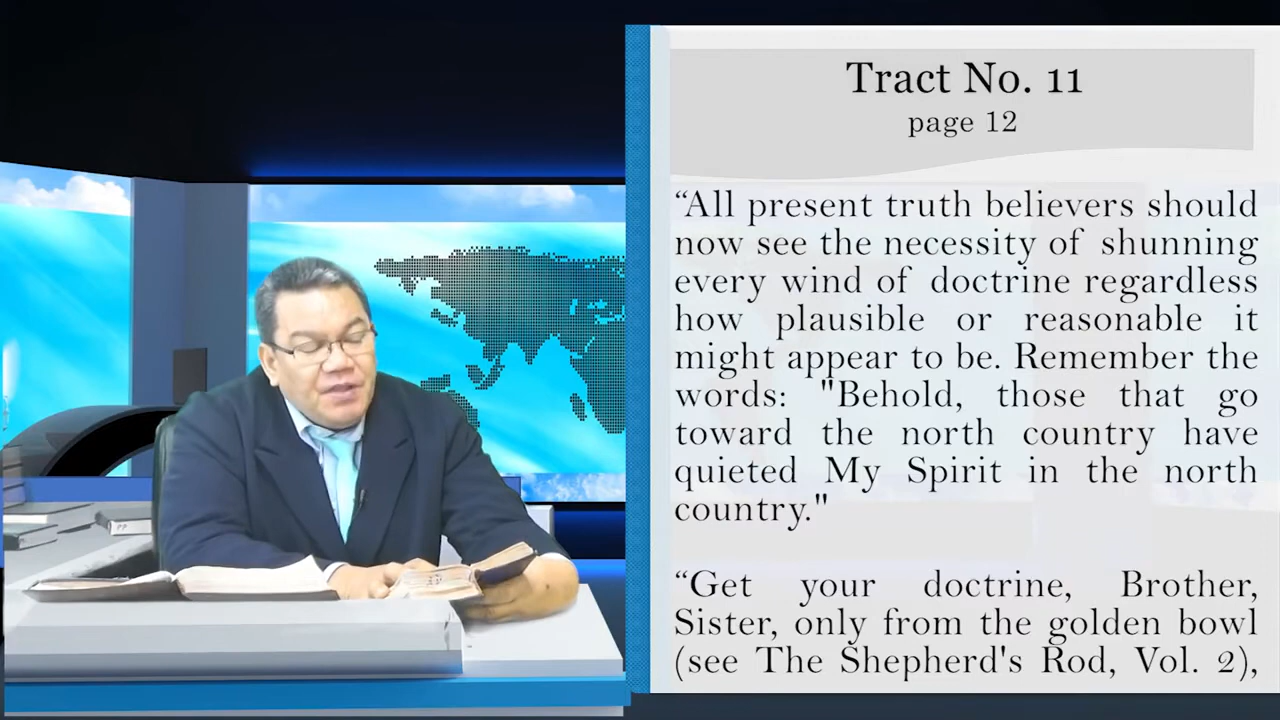 Tract No. 11
page 12
“All present truth believers should
now see the necessity of shunning
every wind of doctrine regardless
how plausible or reasonable it
might appear to be. Remember the
words: "Behold, those that go
toward the north country have
quieted My Spirit in the north
country."
“Get your doctrine, Brother,
Sister, only from the golden bowl
(see The Shepherd's Rod, Vol. 2),